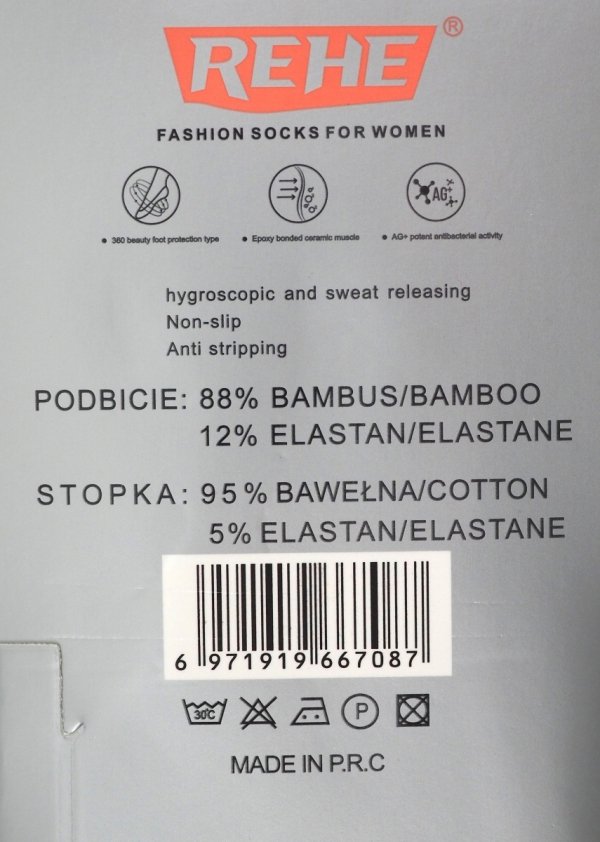 REHE®
FASHION SOCKS FOR WOMEN
AG+
• 360 beauty foot protection type • Epoxy bonded ceramic muscle • AG+ potent antibacterial activity
hygroscopic and sweat releasing
Non-slip
Anti stripping
PODBICIE: 88% BAMBUS/BAMBOO
12% ELASTAN/ELASTANE
STOPKA: 95% BAWEŁNA/COTTON
5% ELASTAN/ELASTANE
6 971919 667087
30℃ P
MADE IN P.R.C